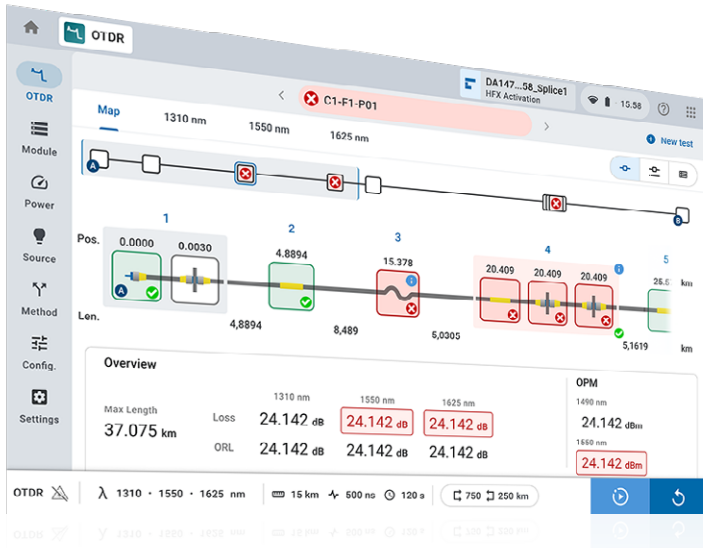 OTDR
DA147...58_Splice1
HFX Activation
15:58
OTDR
Module
Power
Source
Method
Config.
Settings
C1-F1-P01
New test
Map
1310 nm
1550 nm
1625 nm
A
B
1
2
3
4
5
Pos.
0.0000
0.0030
4.8894
15.378
20.409
20.409
20.409
km
A
Len.
4,8894
8,489
5,0305
5,1619
km
Overview
1310 nm
1550 nm
1625 nm
Max Length
37.075 km
Loss
24.142 dB
24.142 dB
24.142 dB
ORL
24.142 dB
24.142 dB
24.142 dB
OPM
1490 nm
24.142 dBm
24.142 dBm
OTDR
λ 1310 · 1550 · 1625 nm
15 km
500 ns
120 s
750
250 km